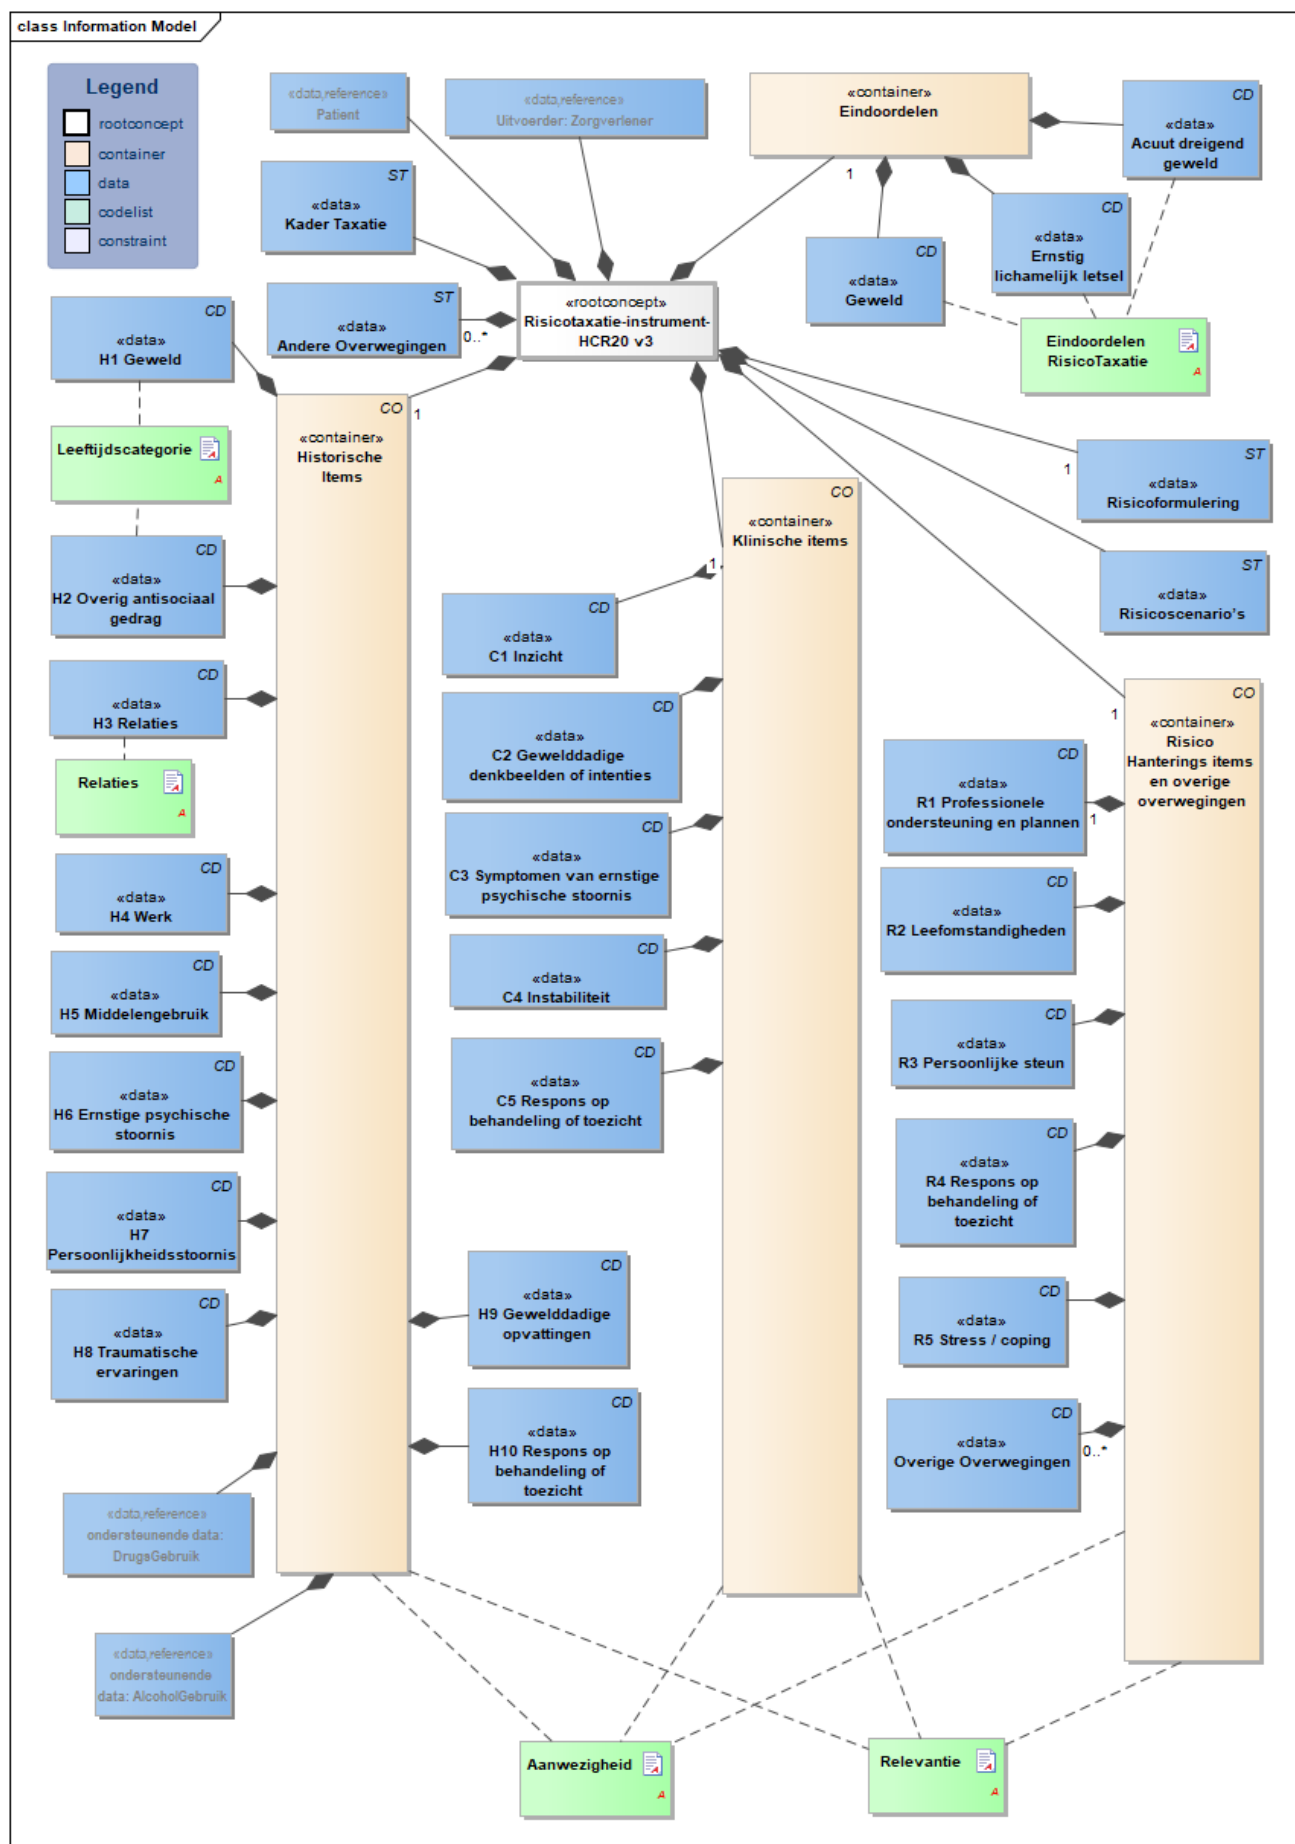 class Information Model
Legend
rootconcept
container
data
codelist
constraint
«data,reference»
Patient
«data,reference»
Uitvoerder: Zorgverlener
«container»
Eindoordelen
CD
«data»
Acuut dreigend
geweld
1
ST
«data»
Kader Taxatie
CD
«data»
Ernstig
lichamelijk letsel
CD
«data»
Geweld
ST
«data»
Andere Overwegingen
0..*
«rootconcept»
Risicotaxatie-instrument-
HCR20 v3
Eindoordelen
RisicoTaxatie
A
CD
«data»
H1 Geweld
1
CO
«container»
Historische
Items
Leeftijdscategorie
A
ST
«data»
Risicoformulering
1
CO
«container»
Klinische items
1
CD
«data»
H2 Overig antisociaal
gedrag
ST
«data»
Risicoscenario's
CD
«data»
C1 Inzicht
CD
«data»
H3 Relaties
CD
«data»
C2 Gewelddadige
denkbeelden of intenties
1
CO
«container»
Risico
Hanterings items
en overige
overwegingen
Relaties
A
CD
«data»
R1 Professionele
ondersteuning en plannen
1
CD
«data»
C3 Symptomen van ernstige
psychische stoornis
CD
«data»
H4 Werk
CD
«data»
R2 Leefomstandigheden
CD
«data»
C4 Instabiliteit
CD
«data»
H5 Middelengebruik
CD
«data»
R3 Persoonlijke steun
CD
«data»
C5 Respons op
behandeling of toezicht
CD
«data»
H6 Ernstige psychische
stoornis
CD
«data»
R4 Respons op
behandeling of
toezicht
CD
«data»
H7
Persoonlijkheidsstoornis
CD
«data»
H9 Gewelddadige
opvattingen
CD
«data»
R5 Stress / coping
CD
«data»
H8 Traumatische
ervaringen
CD
«data»
H10 Respons op
behandeling of
toezicht
CD
«data»
Overige Overwegingen
0..*
«data,reference»
ondersteunende data:
DrugsGebruik
«data,reference»
ondersteunende
data: AlcoholGebruik
Aanwezigheid
A
Relevantie
A